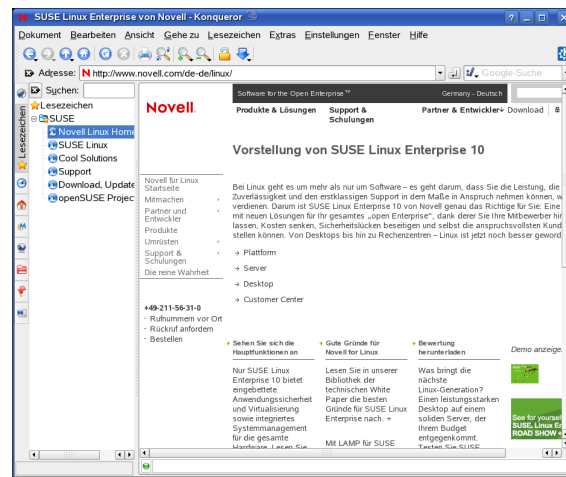 SUSE Linux Enterprise von Novell - Konqueror
Dokument Bearbeiten Ansicht Gehe zu Lesezeichen Extras Einstellungen Fenster Hilfe
Adresse: http://www.novell.com/de-de/linux/ Google-Suche
Suchen:
Lesezeichen
Lesezeichen
SUSE
Novell Linux Home
SUSE Linux
Cool Solutions
Support
Download, Update
openSUSE Projec
Software for the Open Enterprise™ Germany - Deutsch
Novell.
Produkte & Lösungen Support & Schulungen Partner & Entwickler Download
Vorstellung von SUSE Linux Enterprise 10
Novell für Linux
Startseite
Mitmachen
Partner und
Entwickler
Produkte
Umrüsten
Support &
Schulungen
Die reine Wahrheit
Bei Linux geht es um mehr als nur um Software – es geht darum, dass Sie die Leistung, die
Zuverlässigkeit und den erstklassigen Support in dem Maße in Anspruch nehmen können, w
verdienen. Darum ist SUSE Linux Enterprise 10 von Novell genau das Richtige für Sie: Eine
mit neuen Lösungen für Ihr gesamtes „open Enterprise“, dank derer Sie Ihre Mitbewerber hir
lassen, Kosten senken, Sicherheitslücken beseitigen und selbst die anspruchsvollsten Kund
stellen können. Von Desktops bis hin zu Rechenzentren – Linux ist jetzt noch besser geword
Plattform
Server
Desktop
Customer Center
+49-211-56-31-0
- Rufnummern vor Ort
- Rückruf anfordern
- Bestellen
+ Sehen Sie sich die
Hauptfunktionen an
Nur SUSE Linux
Enterprise 10 bietet
eingebettete
Anwendungssicherheit
und Virtualisierung
sowie integriertes
Systemmanagement
für die gesamte
Hardware. Lesen Sie
+ Gute Gründe für
Novell for Linux
Lesen Sie in unserer
Bibliothek der
technischen White
Paper die besten
Gründe für SUSE Linux
Enterprise nach. +
Mit LAMP für SUSE
+ Bewertung
herunterladen
Was bringt die
nächste
Linux-Generation?
Einen leistungsstarken
Desktop auf einem
soliden Server, der
Ihrem Budget
entgegenkommt.
Testen Sie SUSE
Demo anzeige
See for yourself
SUSE. Linux En
ROAD SHOW +